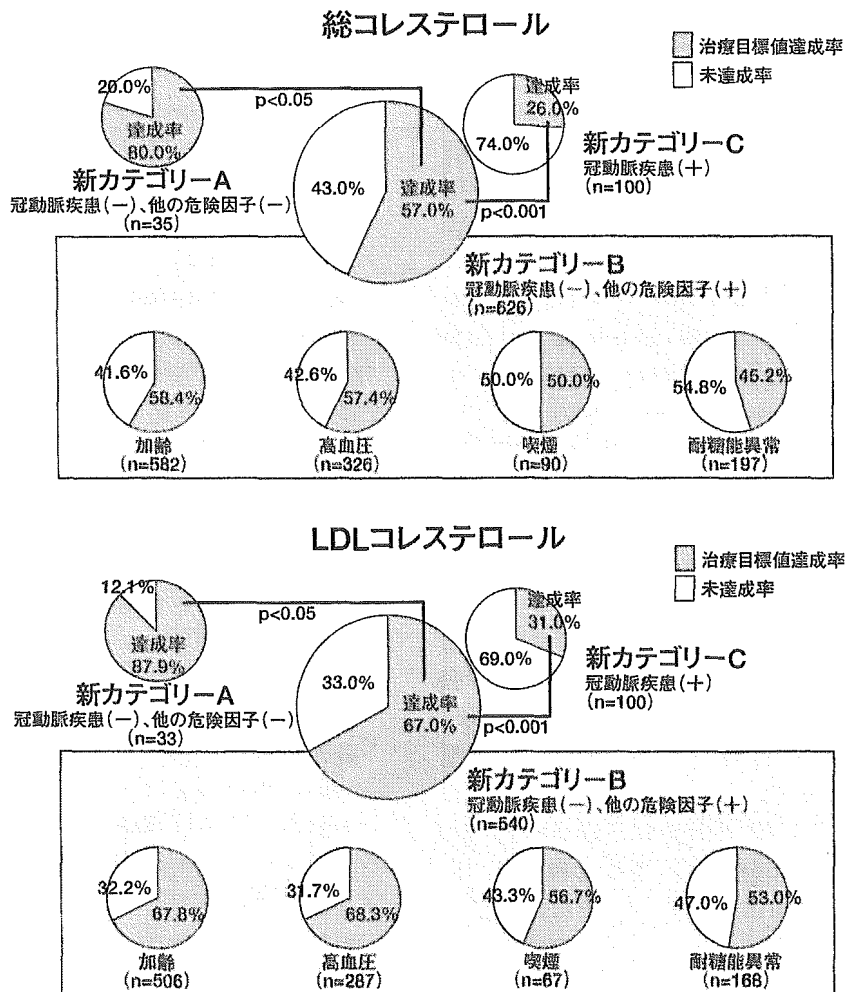 総コレステロール
治療目標値達成率
未達成率
20.0%
達成率
80.0%
p<0.05
新カテゴリーA
冠動脈疾患(−)、他の危険因子(−)
(n=35)
43.0%
達成率
57.0%
達成率
26.0%
74.0%
p<0.001
新カテゴリーC
冠動脈疾患(+)
(n=100)
新カテゴリーB
冠動脈疾患(−)、他の危険因子(+)
(n=626)
41.6%
58.4%
加齢
(n=582)
42.6%
57.4%
高血圧
(n=326)
50.0%
50.0%
喫煙
(n=90)
54.8%
45.2%
耐糖能異常
(n=197)
LDLコレステロール
治療目標値達成率
未達成率
12.1%
達成率
87.9%
p<0.05
新カテゴリーA
冠動脈疾患(−)、他の危険因子(−)
(n=33)
33.0%
達成率
67.0%
達成率
31.0%
69.0%
p<0.001
新カテゴリーC
冠動脈疾患(+)
(n=100)
新カテゴリーB
冠動脈疾患(−)、他の危険因子(+)
(n=540)
32.2%
67.8%
加齢
(n=506)
31.7%
68.3%
高血圧
(n=287)
43.3%
56.7%
喫煙
(n=67)
47.0%
53.0%
耐糖能異常
(n=168)